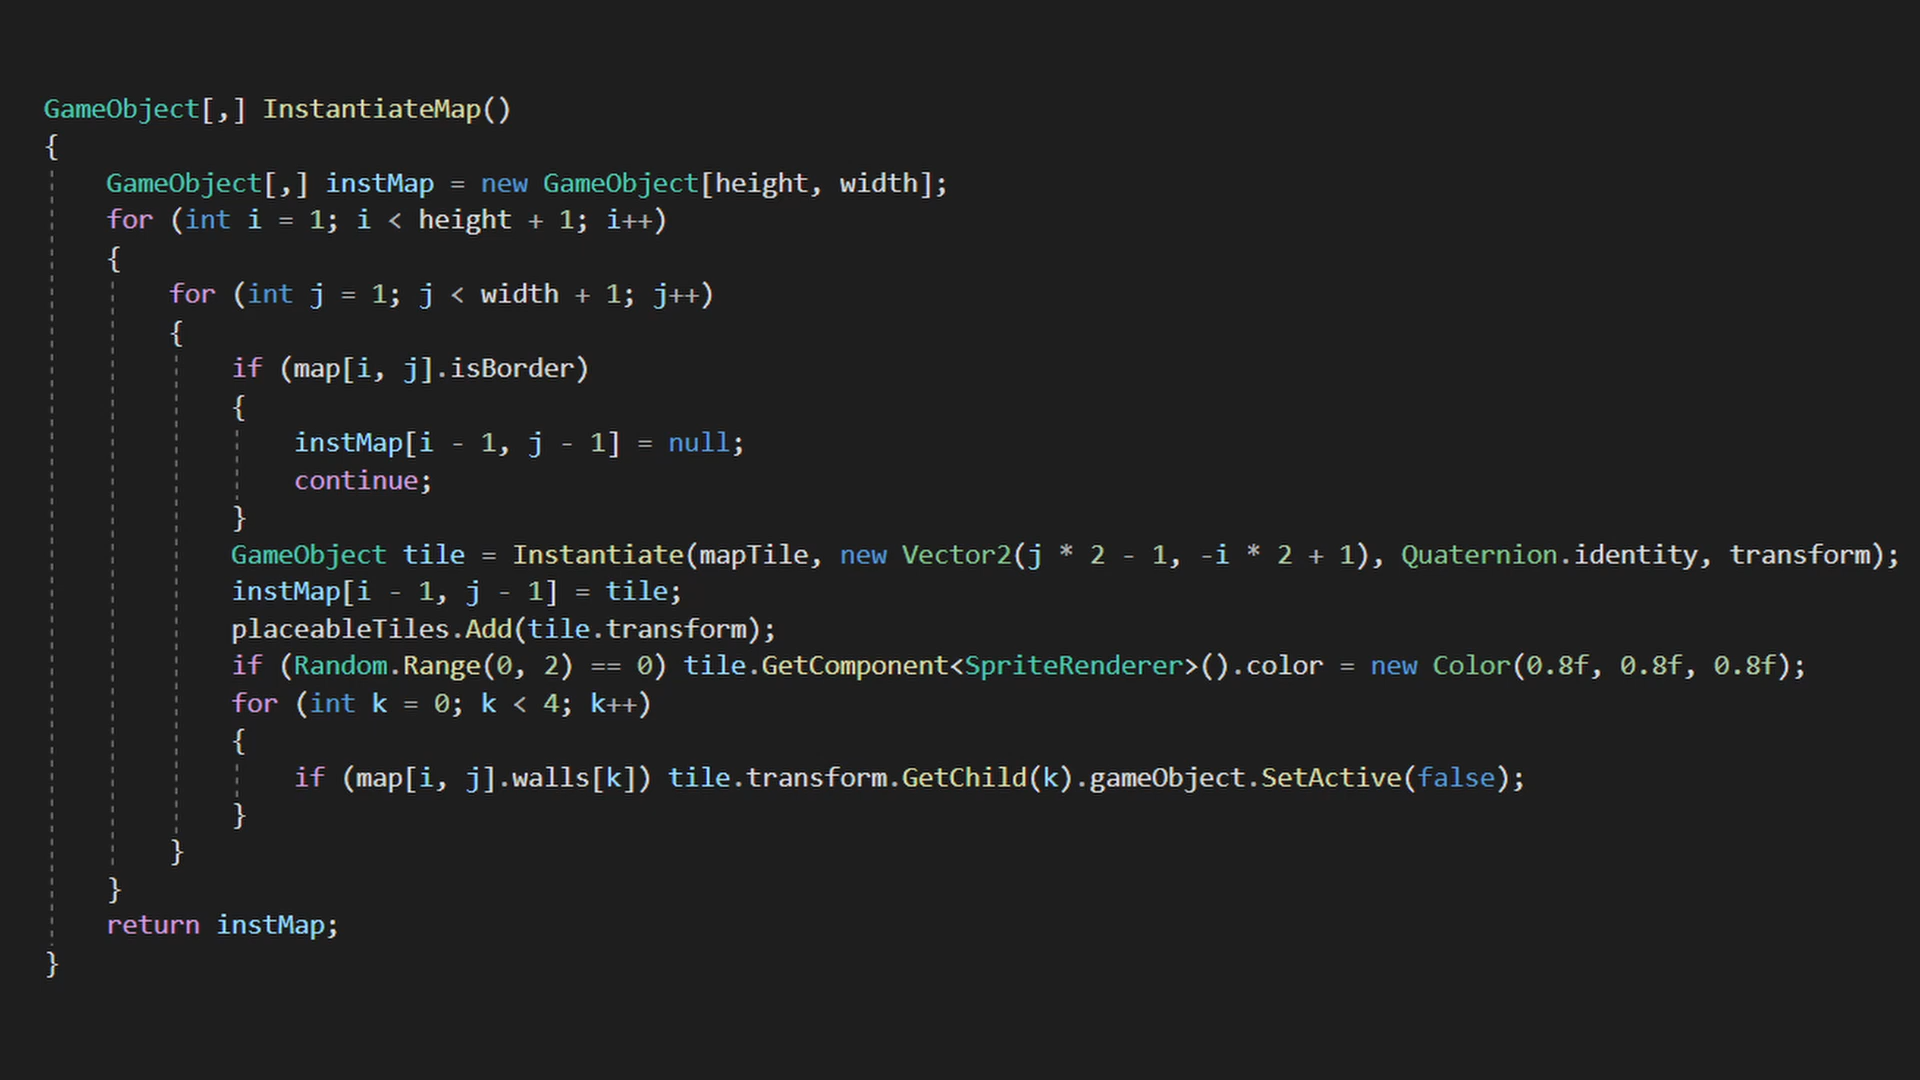 GameObject[,] InstantiateMap()
{
    GameObject[,] instMap = new GameObject[height, width];
    for (int i = 1; i < height + 1; i++)
    {
        for (int j = 1; j < width + 1; j++)
        {
            if (map[i, j].isBorder)
            {
                instMap[i - 1, j - 1] = null;
                continue;
            }
            GameObject tile = Instantiate(mapTile, new Vector2(j * 2 - 1, -i * 2 + 1), Quaternion.identity, transform);
            instMap[i - 1, j - 1] = tile;
            placeableTiles.Add(tile.transform);
            if (Random.Range(0, 2) == 0) tile.GetComponent<SpriteRenderer>().color = new Color(0.8f, 0.8f, 0.8f);
            for (int k = 0; k < 4; k++)
            {
                if (map[i, j].walls[k]) tile.transform.GetChild(k).gameObject.SetActive(false);
            }
        }
    }
    return instMap;
}